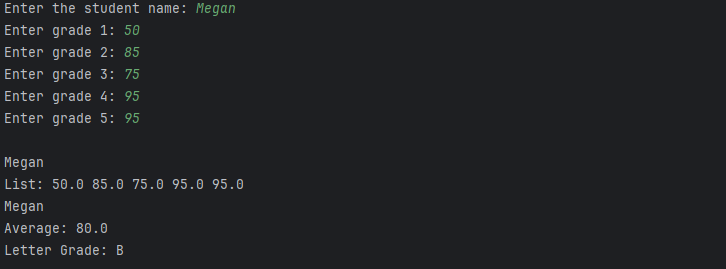 Enter the student name: Megan
Enter grade 1: 50
Enter grade 2: 85
Enter grade 3: 75
Enter grade 4: 95
Enter grade 5: 95
Megan
List: 50.0 85.0 75.0 95.0 95.0
Megan
Average: 80.0
Letter Grade: B